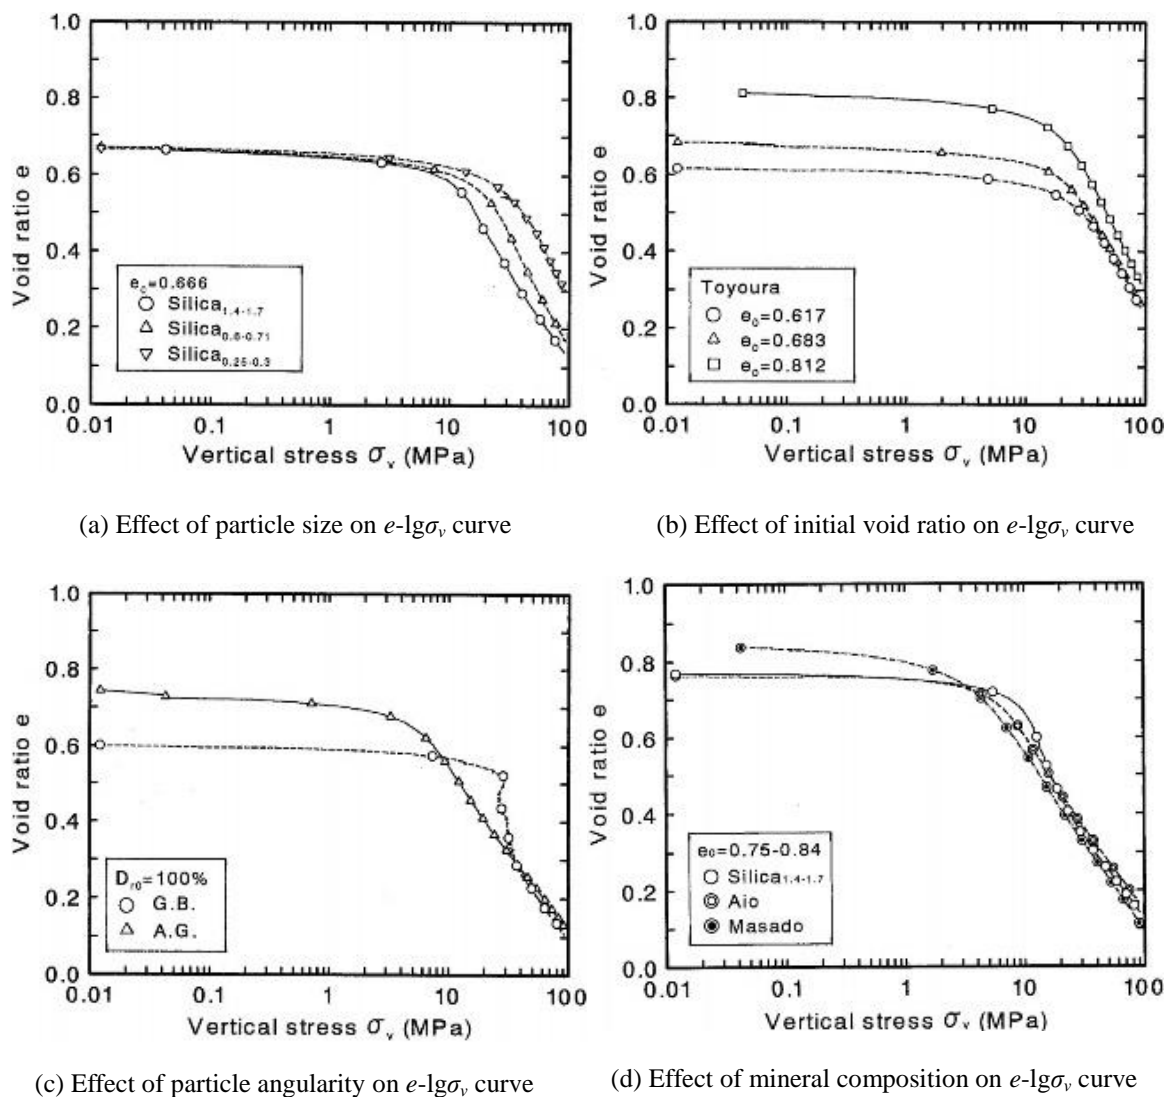 1.0
0.8
0.6
0.4
0.2
0.0
Void ratio e
e₀=0.666
Silica1.4-1.7
Silica0.6-0.71
Silica0.25-0.3
0.01 0.1 1 10 100
Vertical stress σv (MPa)
1.0
0.8
0.6
0.4
0.2
0.0
Void ratio e
Toyoura
e₀=0.617
e₀=0.683
e₀=0.812
0.01 0.1 1 10 100
Vertical stress σv (MPa)
(a) Effect of particle size on e-lgσv curve
(b) Effect of initial void ratio on e-lgσv curve
1.0
0.8
0.6
0.4
0.2
0.0
Void ratio e
Dr0=100%
G.B.
A.G.
0.01 0.1 1 10 100
Vertical stress σv (MPa)
1.0
0.8
0.6
0.4
0.2
0.0
Void ratio e
e₀=0.75-0.84
Silica1.4-1.7
Aio
Masado
0.01 0.1 1 10 100
Vertical stress σv (MPa)
(c) Effect of particle angularity on e-lgσv curve
(d) Effect of mineral composition on e-lgσv curve